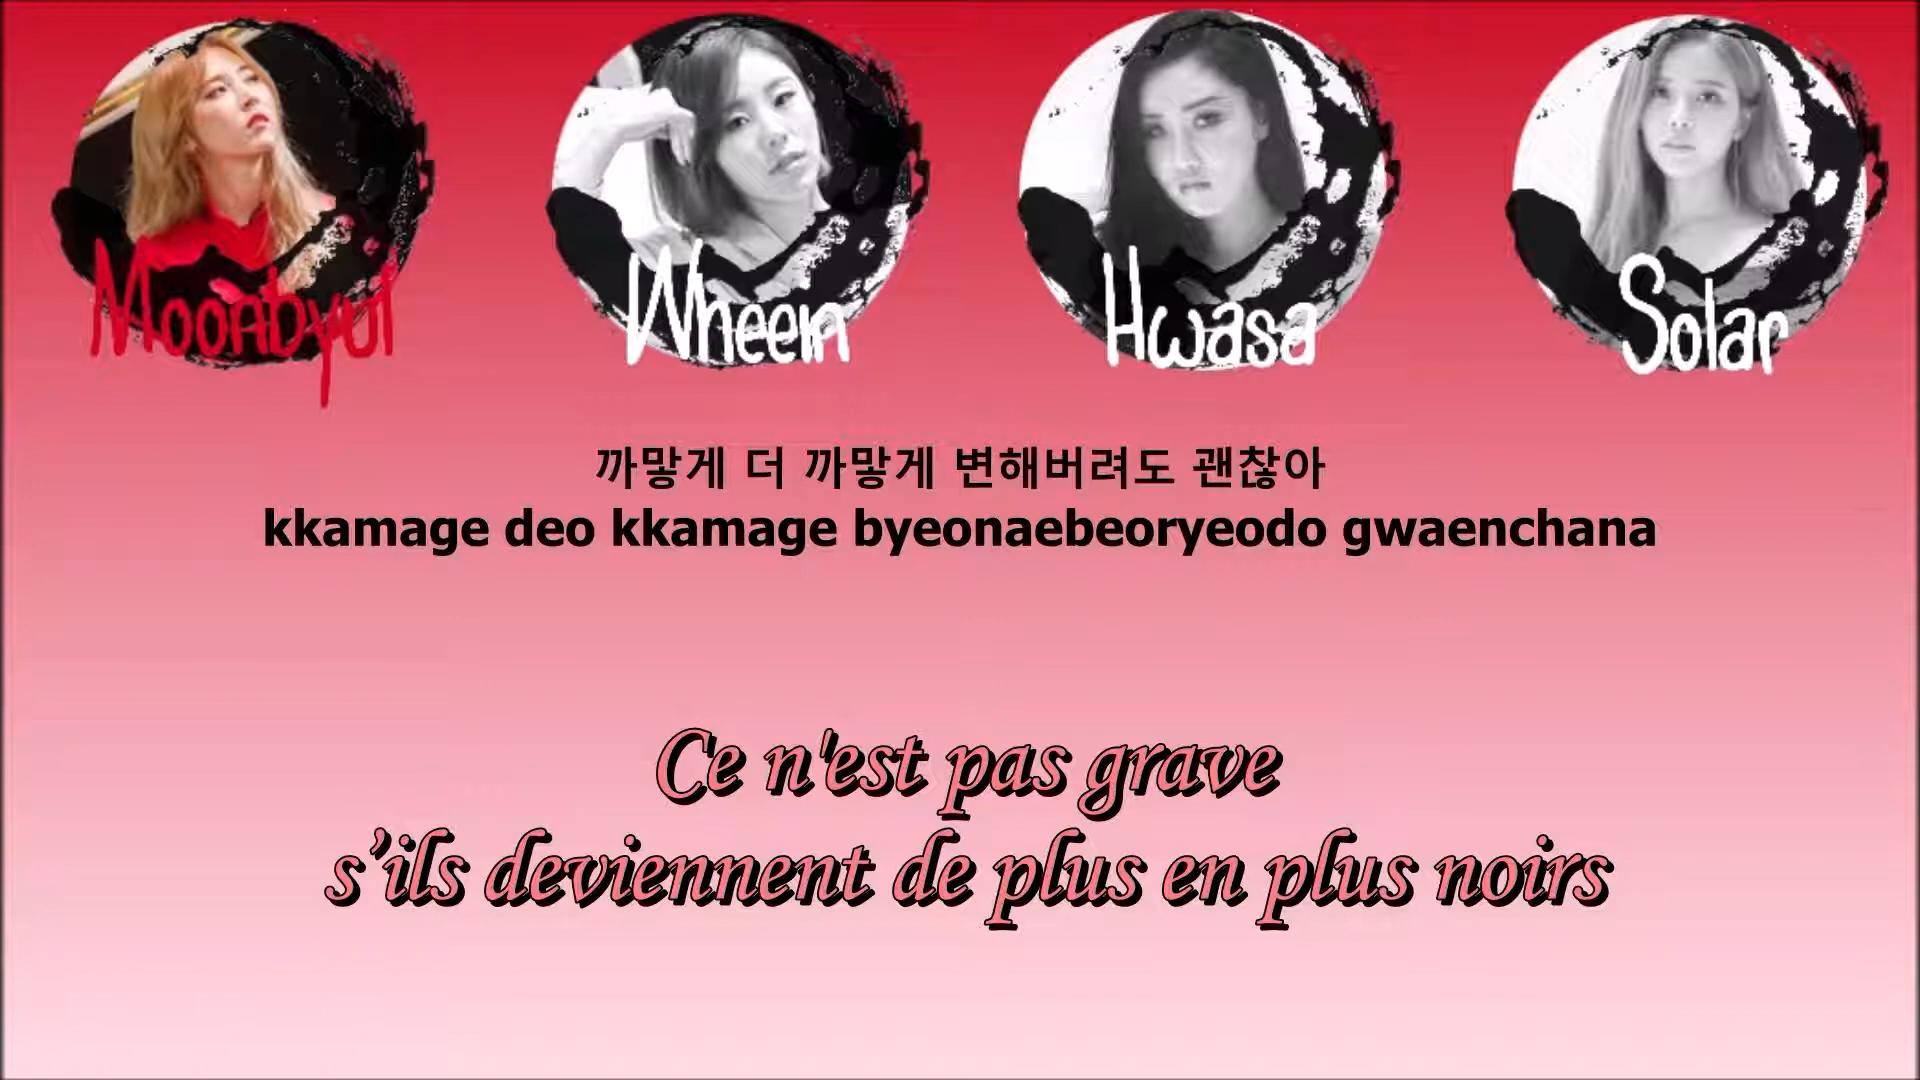 Moonbyul
Wheein
Hwasa
Solar
까맣게 더 까맣게 변해버려도 괜찮아
kkamage deo kkamage byeonaebeoryeodo gwaenchana
Ce n'est pas grave
s’ils deviennent de plus en plus noirs